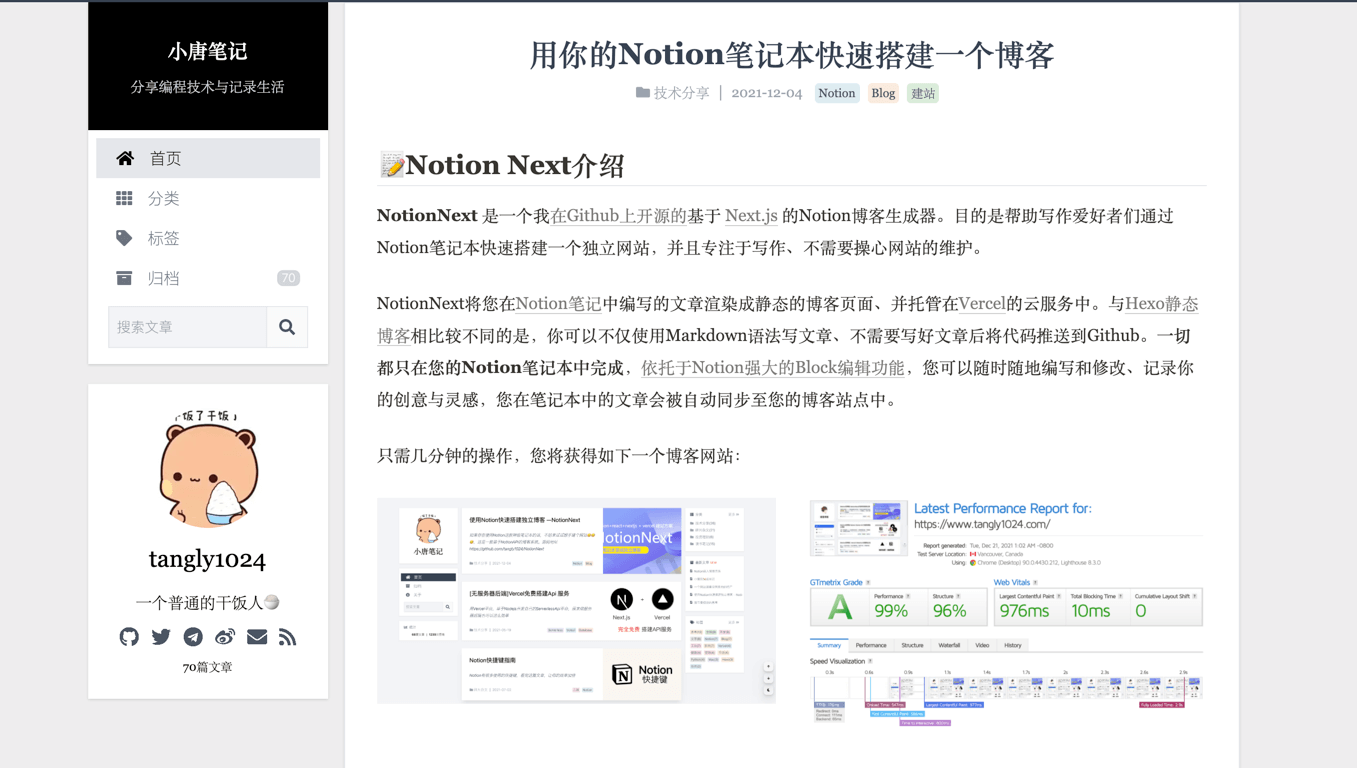 小唐笔记
分享编程技术与记录生活
首页
分类
标签
归档 70
搜索文章
干饭了干饭
tangly1024
一个普通的干饭人🍚
70篇文章
用你的Notion笔记本快速搭建一个博客
技术分享 | 2021-12-04 Notion Blog 建站
📝Notion Next介绍
NotionNext 是一个我在Github上开源的基于 Next.js 的Notion博客生成器。目的是帮助写作爱好者们通过
Notion笔记本快速搭建一个独立网站，并且专注于写作、不需要操心网站的维护。
NotionNext将您在Notion笔记中编写的文章渲染成静态的博客页面、并托管在Vercel的云服务中。与Hexo静态
博客相比较不同的是，你可以不仅使用Markdown语法写文章、不需要写好文章后将代码推送到Github。一切
都只在您的Notion笔记本中完成，依托于Notion强大的Block编辑功能，您可以随时随地编写和修改、记录你
的创意与灵感，您在笔记本中的文章会被自动同步至您的博客站点中。
只需几分钟的操作，您将获得如下一个博客网站：
小唐笔记
使用Notion快速搭建独立博客 —NotionNext
https://github.com/tangly1024/NotionNext
NotionNext
[无服务器后端]Vercel免费搭建Api 服务
Next.js Vercel
完全免费 搭建API服务
Notion快捷键指南
Notion
快捷键
Latest Performance Report for:
https://www.tangly1024.com/
Report generated: Tue, Dec 21, 2021 1:02 AM -0800
Test Server Location: Vancouver, Canada
Using: Chrome (Desktop) 90.0.4430.212, Lighthouse 8.3.0
GTmetrix Grade
A
Performance
99%
Structure
96%
Web Vitals
Largest Contentful Paint
976ms
Total Blocking Time
10ms
Cumulative Layout Shift
0
Summary Performance Structure Waterfall Video History
Speed Visualization